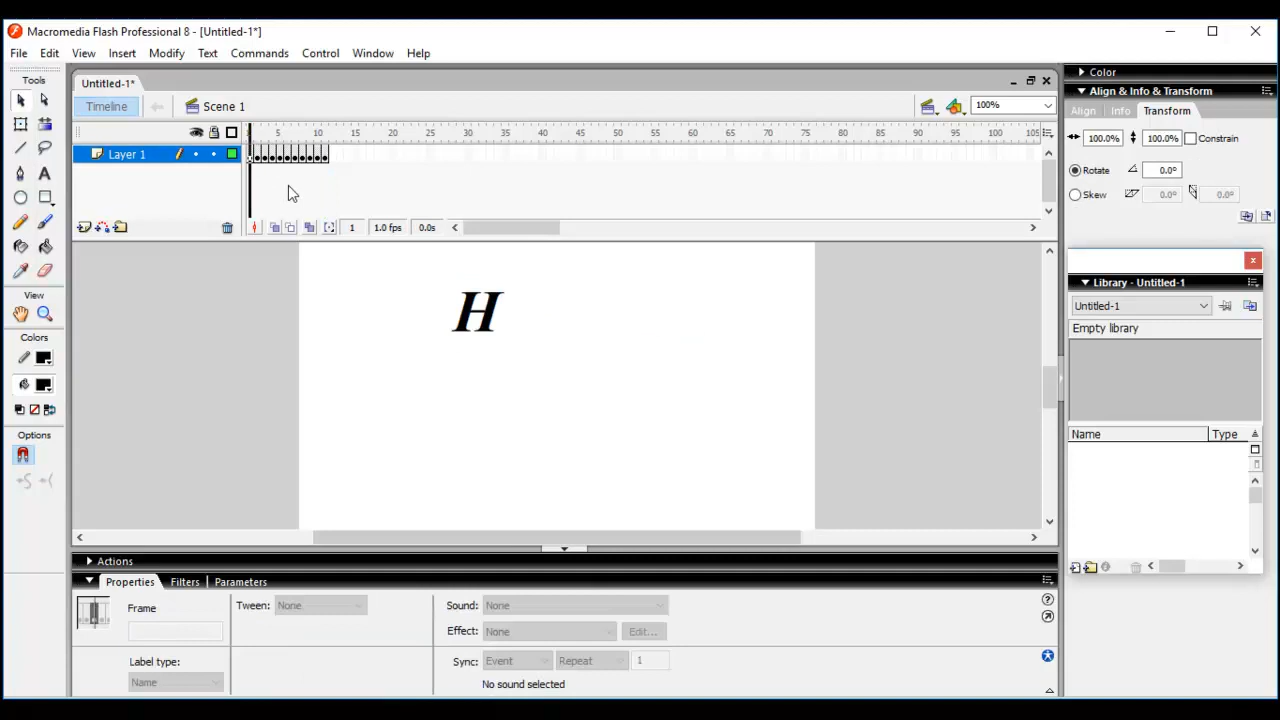 Macromedia Flash Professional 8 - [Untitled-1*]
File Edit View Insert Modify Text Commands Control Window Help
Tools
Untitled-1*
Timeline Scene 1 100%
5 10 15 20 25 30 35 40 45 50 55 60 65 70 75 80 85 90 95 100 105
Layer 1
1 1.0 fps 0.0s
View
Colors
Options
H
Color
Align & Info & Transform
Align Info Transform
100.0% 100.0% Constrain
Rotate 0.0°
Skew 0.0° 0.0°
Library - Untitled-1
Untitled-1
Empty library
Name Type
Actions
Properties Filters Parameters
Frame Tween: None Sound: None
Effect: None Edit...
Label type: Sync: Event Repeat 1
Name No sound selected